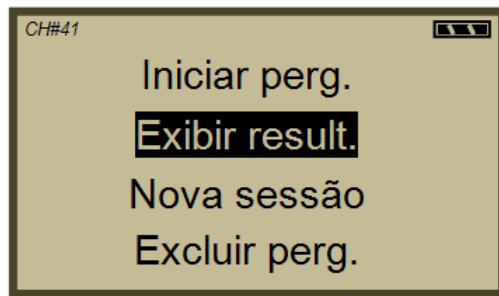 CH#41
Iniciar perg.
Exibir result.
Nova sessão
Excluir perg.